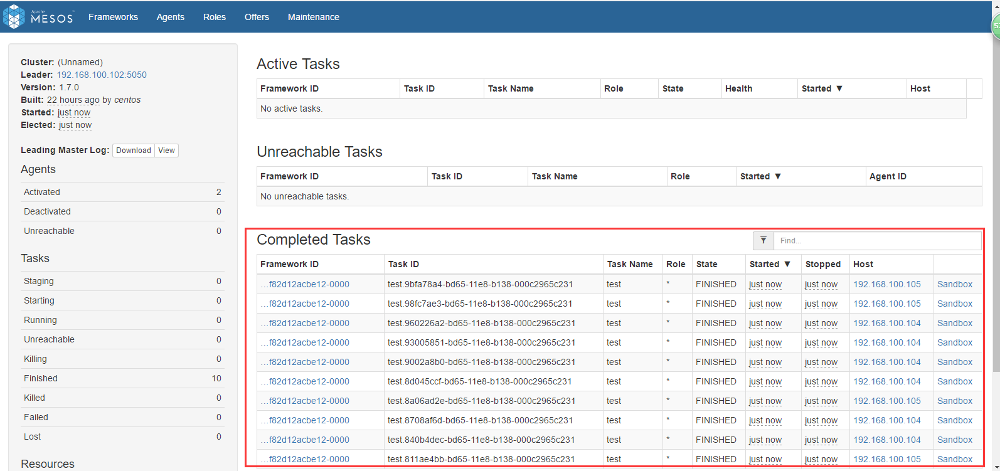 Apache
MESOS™
Frameworks Agents Roles Offers Maintenance
Cluster: (Unnamed)
Leader: 192.168.100.102:5050
Version: 1.7.0
Built: 22 hours ago by centos
Started: just now
Elected: just now
Leading Master Log: Download View
Agents
Activated 2
Deactivated 0
Unreachable 0
Tasks
Staging 0
Starting 0
Running 0
Unreachable 0
Killing 0
Finished 10
Killed 0
Failed 0
Lost 0
Resources
Active Tasks
Framework ID Task ID Task Name Role State Health Started ▼ Host
No active tasks.
Unreachable Tasks
Framework ID Task ID Task Name Role Started ▼ Agent ID
No unreachable tasks.
Completed Tasks Find...
Framework ID Task ID Task Name Role State Started ▼ Stopped Host
…f82d12acbe12-0000 test.9bfa78a4-bd65-11e8-b138-000c2965c231 test * FINISHED just now just now 192.168.100.105 Sandbox
…f82d12acbe12-0000 test.98fc7ae3-bd65-11e8-b138-000c2965c231 test * FINISHED just now just now 192.168.100.105 Sandbox
…f82d12acbe12-0000 test.960226a2-bd65-11e8-b138-000c2965c231 test * FINISHED just now just now 192.168.100.104 Sandbox
…f82d12acbe12-0000 test.93005851-bd65-11e8-b138-000c2965c231 test * FINISHED just now just now 192.168.100.104 Sandbox
…f82d12acbe12-0000 test.9002a8b0-bd65-11e8-b138-000c2965c231 test * FINISHED just now just now 192.168.100.104 Sandbox
…f82d12acbe12-0000 test.8d045ccf-bd65-11e8-b138-000c2965c231 test * FINISHED just now just now 192.168.100.104 Sandbox
…f82d12acbe12-0000 test.8a06ad2e-bd65-11e8-b138-000c2965c231 test * FINISHED just now just now 192.168.100.105 Sandbox
…f82d12acbe12-0000 test.8708af6d-bd65-11e8-b138-000c2965c231 test * FINISHED just now just now 192.168.100.104 Sandbox
…f82d12acbe12-0000 test.840b4dec-bd65-11e8-b138-000c2965c231 test * FINISHED just now just now 192.168.100.104 Sandbox
…f82d12acbe12-0000 test.811ae4bb-bd65-11e8-b138-000c2965c231 test * FINISHED just now just now 192.168.100.105 Sandbox